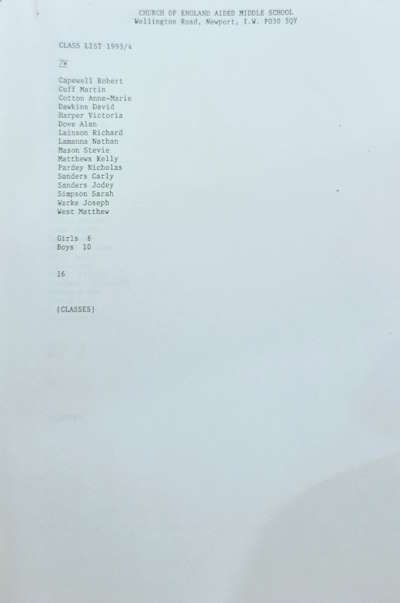 CHURCH OF ENGLAND AIDED MIDDLE SCHOOL
Wellington Road, Newport, I.W. PO30 5QY
CLASS LIST 1993/4
7W
Capewell Robert
Cuff Martin
Cotton Anne-Marie
Dawkins David
Harper Victoria
Dove Alan
Lainson Richard
Lamanna Nathan
Mason Stevie
Matthews Kelly
Pardey Nicholas
Sanders Carly
Sanders Jodey
Simpson Sarah
Warke Joseph
West Matthew
Girls 6
Boys 10
16
[CLASSES]